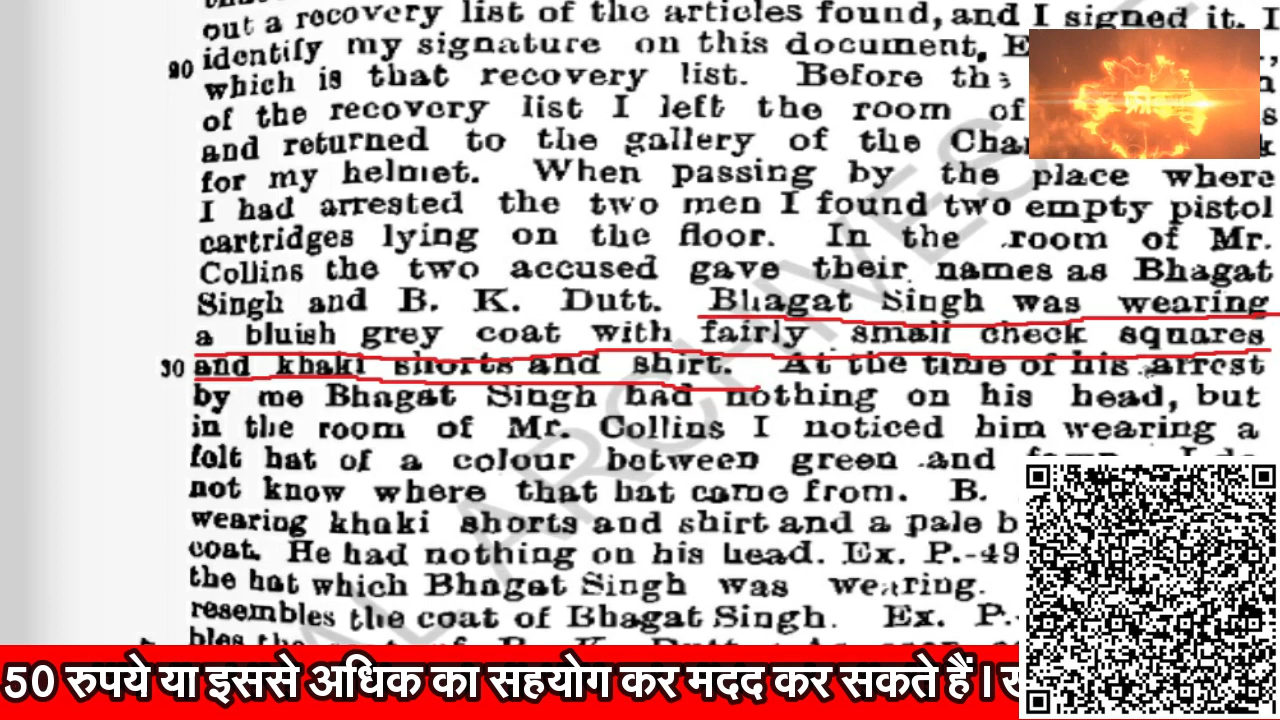 out a recovery list of the articles found, and I signed it. I
20 identify my signature on this document, E
which is that recovery list. Before the
of the recovery list I left the room of
and returned to the gallery of the Cha
for my helmet. When passing by the place where
I had arrested the two men I found two empty pistol
cartridges lying on the floor. In the room of Mr.
Collins the two accused gave their names as Bhagat
Singh and B. K. Dutt. Bhagat Singh was wearing
a bluish grey coat with fairly small check squares
30 and khaki shorts and shirt. At the time of his arrest
by me Bhagat Singh had nothing on his head, but
in the room of Mr. Collins I noticed him wearing a
felt hat of a colour between green and
not know where that hat came from. B.
wearing khaki shorts and shirt and a pale b
coat. He had nothing on his head. Ex. P.-49
the hat which Bhagat Singh was wearing.
resembles the coat of Bhagat Singh. Ex. P.-
ARCHIVES
50 रुपये या इससे अधिक का सहयोग कर मदद कर सकते हैं।